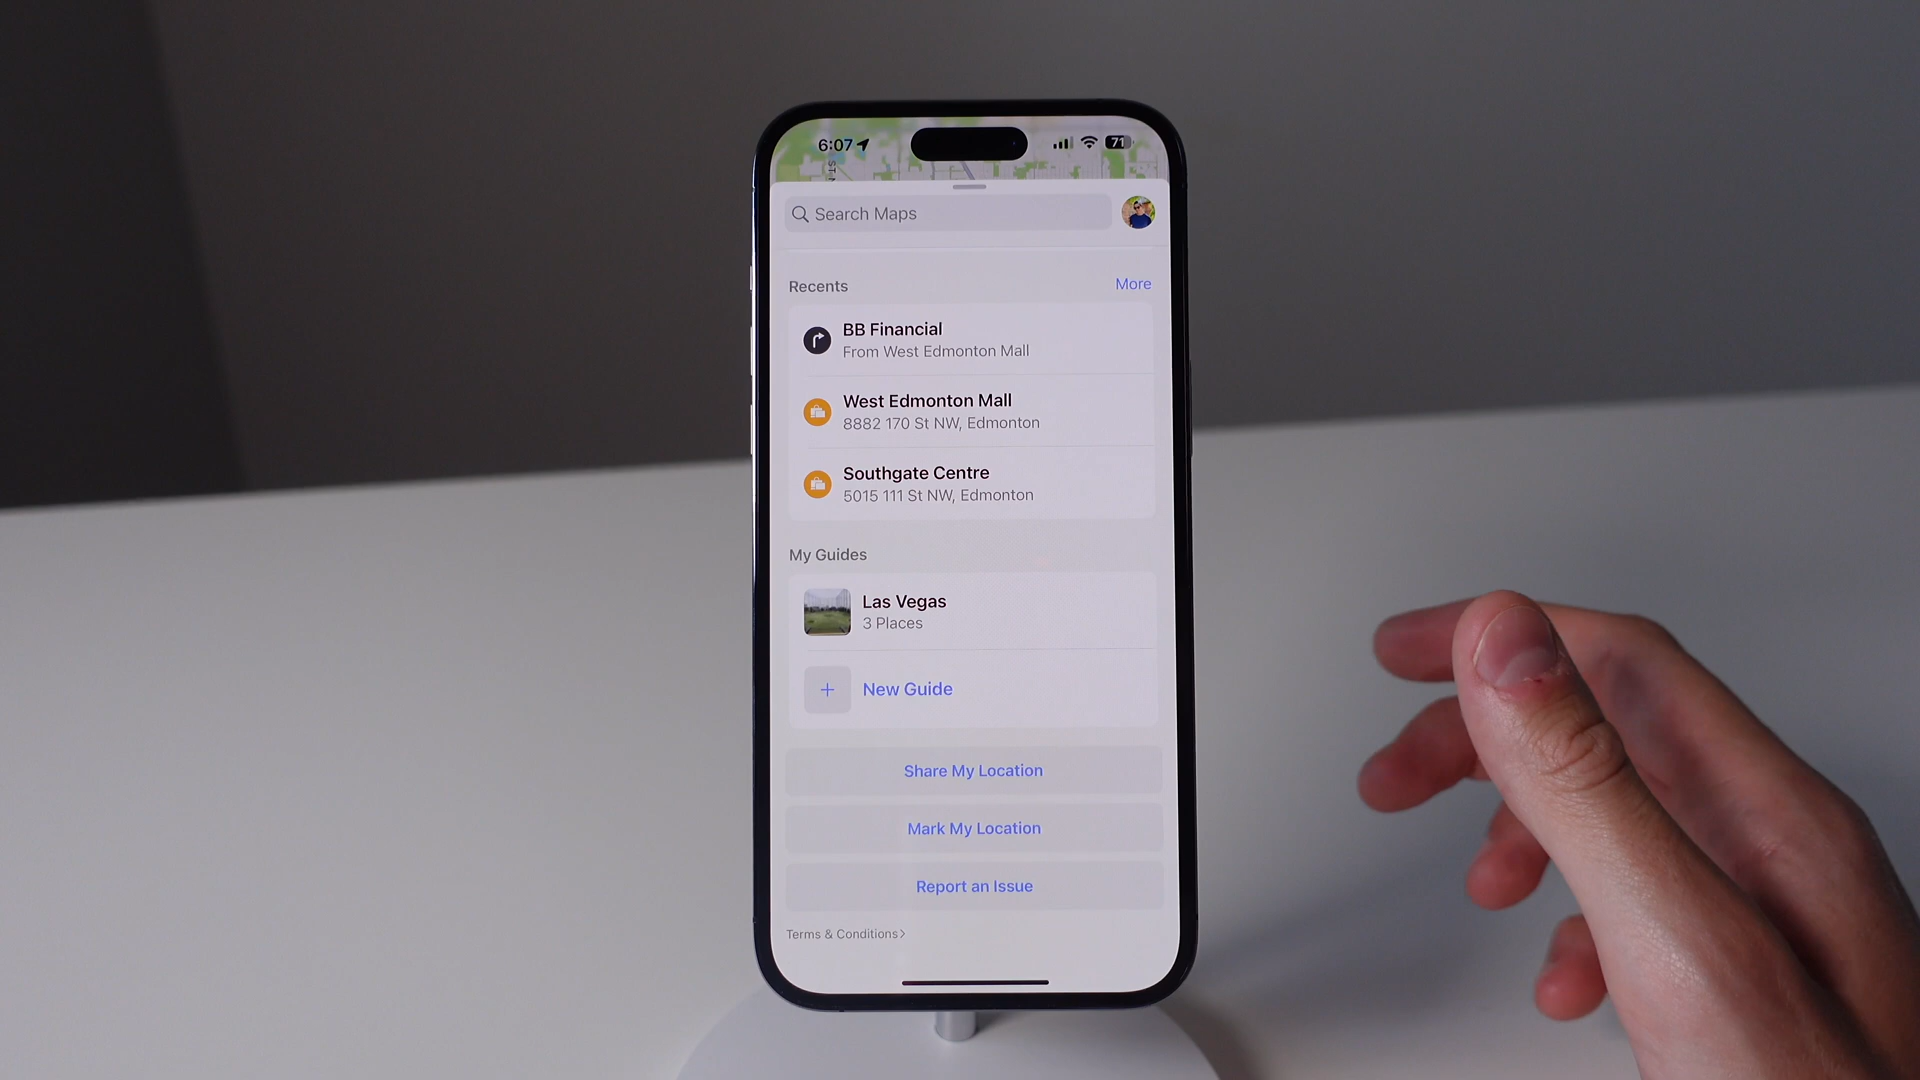 6:07
71
ST N
Search Maps
Recents
More
BB Financial
From West Edmonton Mall
West Edmonton Mall
8882 170 St NW, Edmonton
Southgate Centre
5015 111 St NW, Edmonton
My Guides
Las Vegas
3 Places
+ New Guide
Share My Location
Mark My Location
Report an Issue
Terms & Conditions>